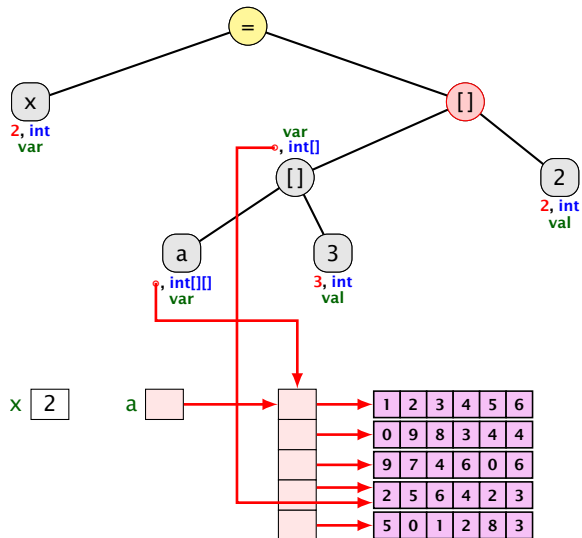 =
x
[]
2, int
var
var
, int[]
[]
2
2, int
val
a
3
, int[][]
var
3, int
val
x 2 a
1 2 3 4 5 6
0 9 8 3 4 4
9 7 4 6 0 6
2 5 6 4 2 3
5 0 1 2 8 3